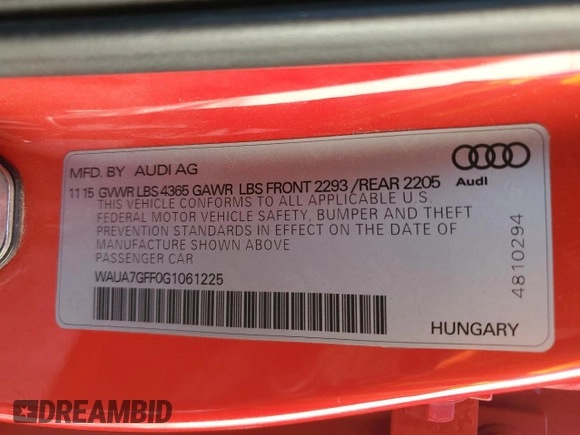 MFD. BY AUDI AG
11 15 GVWR LBS 4365 GAWR LBS FRONT 2293 /REAR 2205
Audi
THIS VEHICLE CONFORMS TO ALL APPLICABLE U.S.
FEDERAL MOTOR VEHICLE SAFETY, BUMPER AND THEFT
PREVENTION STANDARDS IN EFFECT ON THE DATE OF
MANUFACTURE SHOWN ABOVE
PASSENGER CAR
WAUA7GFF0G1061225
4810294
HUNGARY
DREAMBID